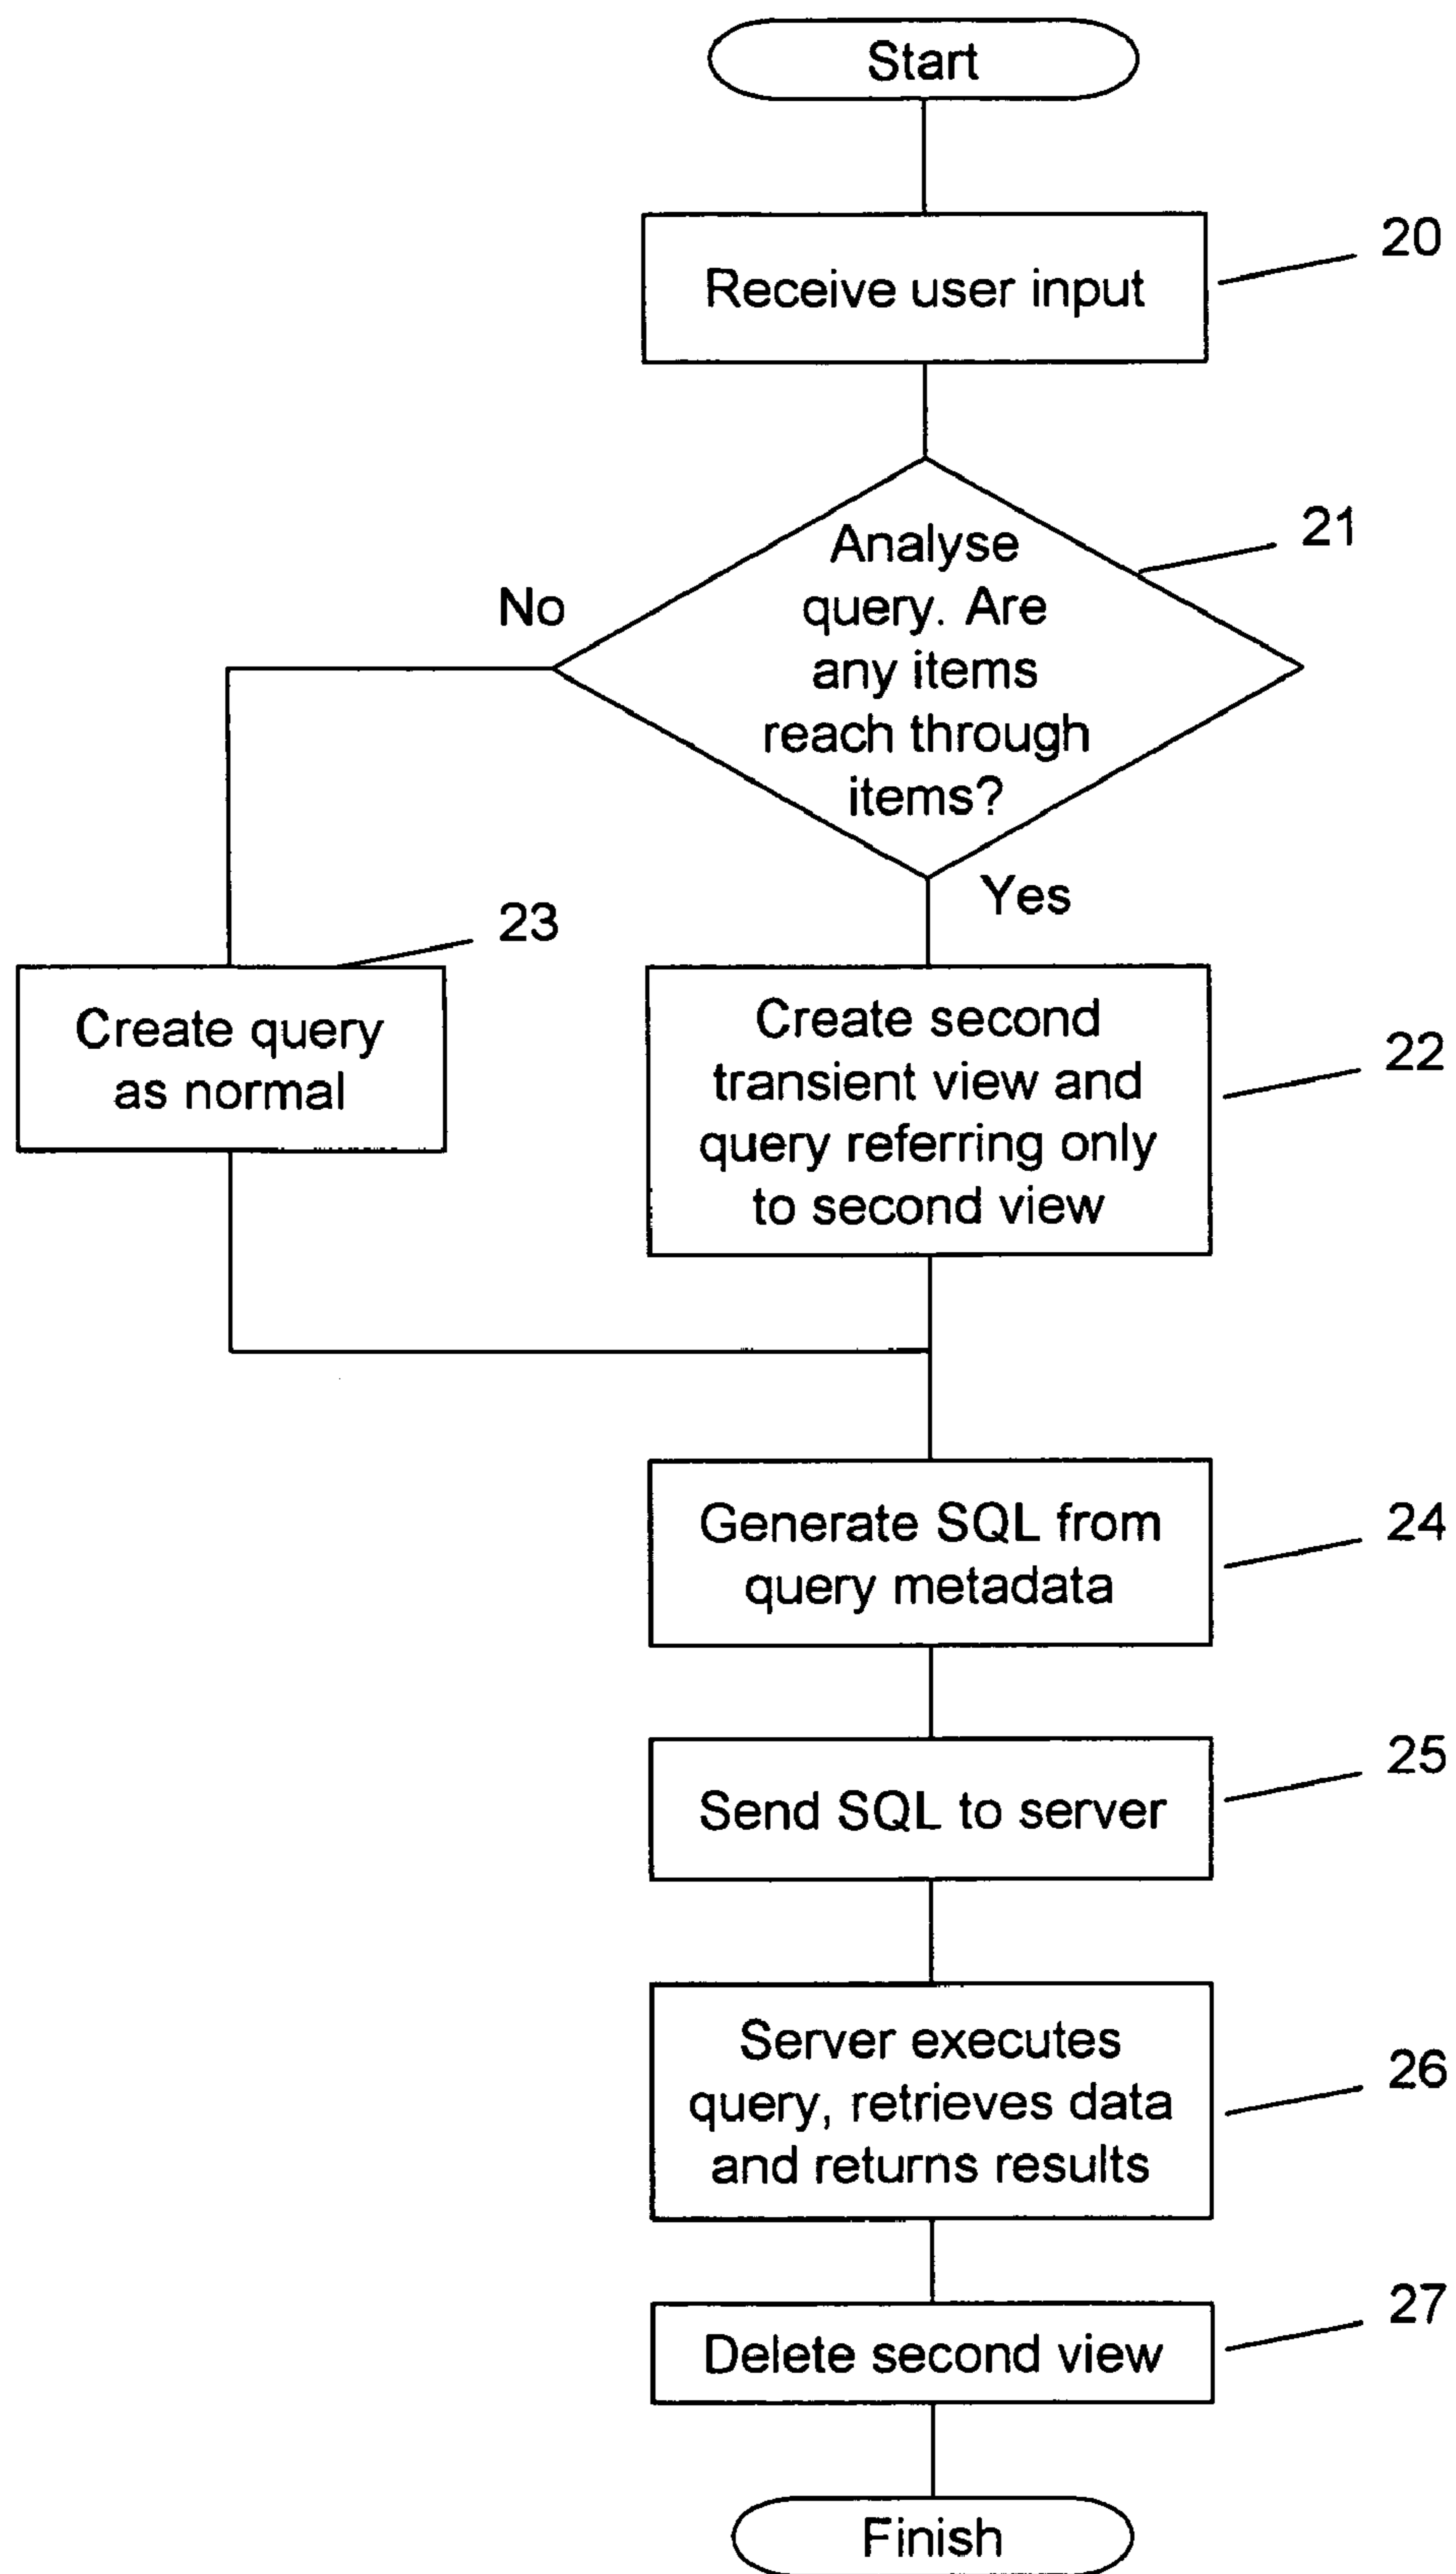 Start
20
Receive user input
21
Analyse
query. Are
any items
reach through
items?
No
Yes
23
Create query
as normal
22
Create second
transient view and
query referring only
to second view
24
Generate SQL from
query metadata
25
Send SQL to server
26
Server executes
query, retrieves data
and returns results
27
Delete second view
Finish